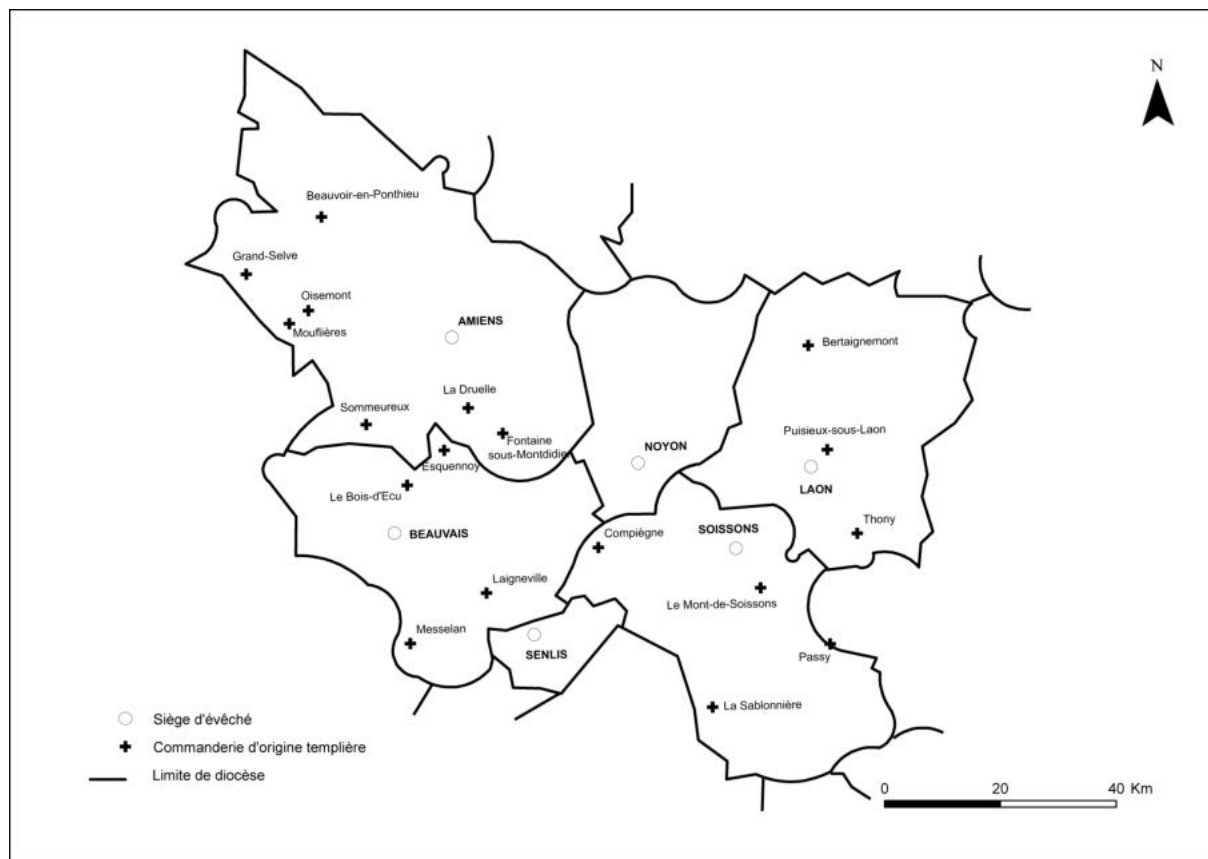 N
Beauvoir-en-Ponthieu
Grand-Selve
Oisemont
Mouflières
AMIENS
Bertaignemont
La Druelle
Sommeureux
Fontaine
sous-Montdidier
Puisieux-sous-Laon
NOYON
Esquennoy
LAON
Le Bois-d'Ecu
Thony
BEAUVAIS
Compiègne
SOISSONS
Laigneville
Le Mont-de-Soissons
Messelan
SENLIS
Passy
La Sablonnière
Siège d'évêché
Commanderie d'origine templière
Limite de diocèse
0 20 40 Km